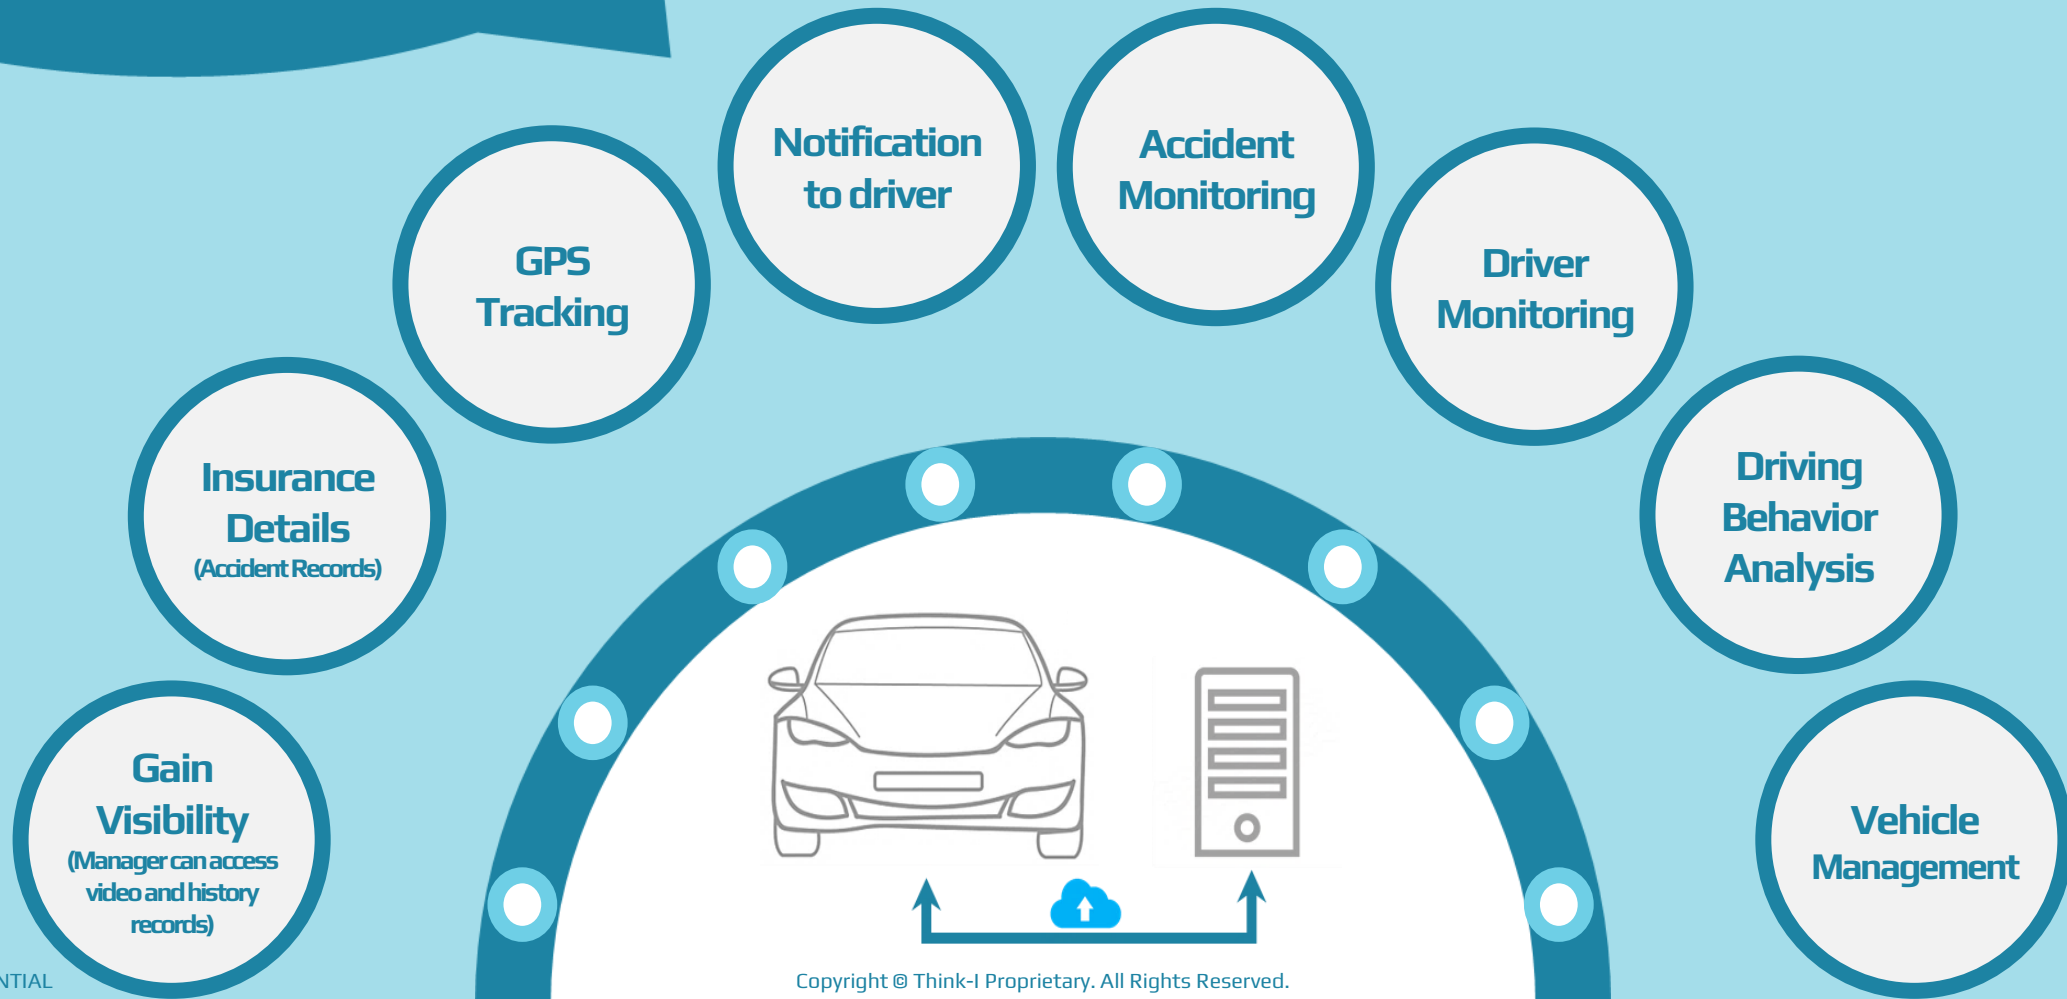 Notification
to driver
Accident
Monitoring
GPS
Tracking
Driver
Monitoring
Insurance
Details
(Accident Records)
Driving
Behavior
Analysis
Gain
Visibility
(Manager can access
video and history
records)
Vehicle
Management
NTIAL
Copyright © Think-I Proprietary. All Rights Reserved.